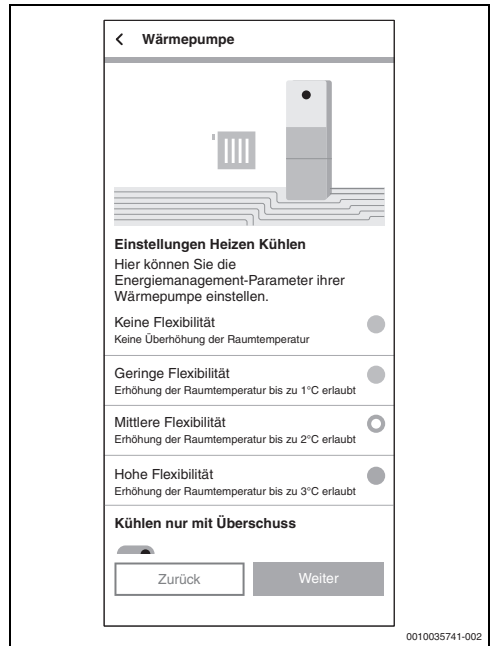 Wärmepumpe
Einstellungen Heizen Kühlen
Hier können Sie die
Energiemanagement-Parameter ihrer
Wärmepumpe einstellen.
Keine Flexibilität
Keine Überhöhung der Raumtemperatur
Geringe Flexibilität
Erhöhung der Raumtemperatur bis zu 1°C erlaubt
Mittlere Flexibilität
Erhöhung der Raumtemperatur bis zu 2°C erlaubt
Hohe Flexibilität
Erhöhung der Raumtemperatur bis zu 3°C erlaubt
Kühlen nur mit Überschuss
Zurück
Weiter
0010035741-002